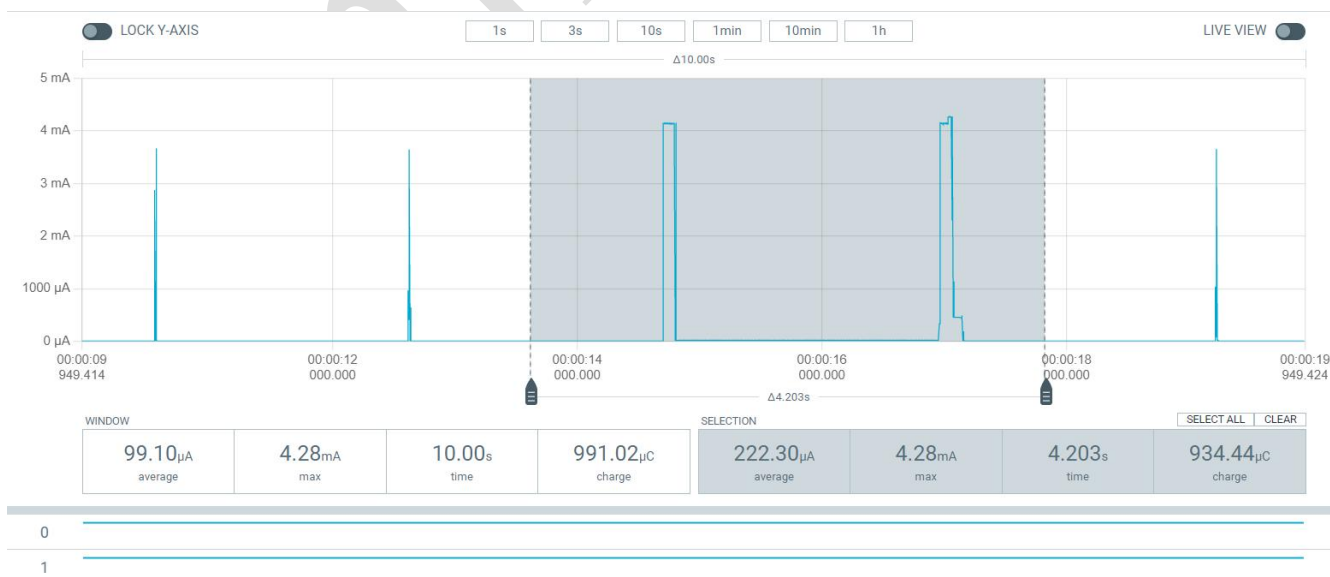 LOCK Y-AXIS 1s 3s 10s 1min 10min 1h LIVE VIEW
Δ10.00s
5 mA
4 mA
3 mA
2 mA
1000 µA
0 µA
00:00:09 00:00:12 00:00:14 00:00:16 00:00:18 00:00:19
949.414 000.000 000.000 000.000 000.000 949.424
Δ4.203s
WINDOW SELECTION SELECT ALL CLEAR
99.10µA 4.28mA 10.00s 991.02µC 222.30µA 4.28mA 4.203s 934.44µC
average max time charge average max time charge
0
1